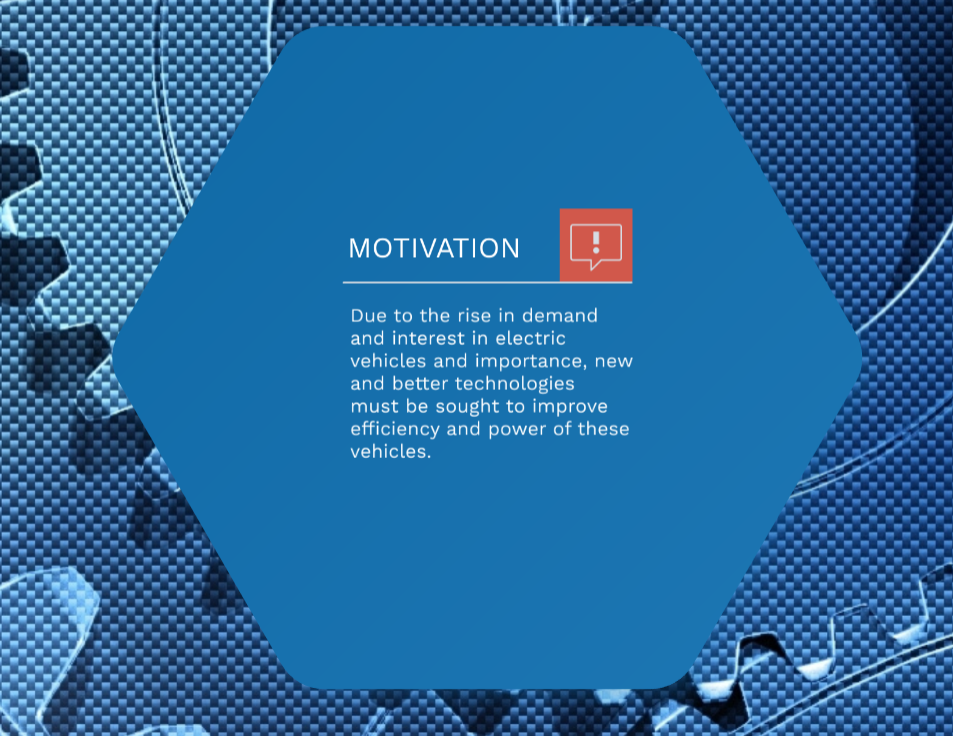 MOTIVATION
Due to the rise in demand
and interest in electric
vehicles and importance, new
and better technologies
must be sought to improve
efficiency and power of these
vehicles.